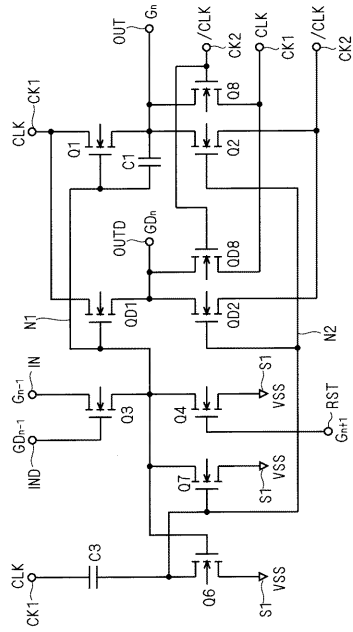 CLK
CK1
C3
Q6
S1
VSS
Q7
S1
VSS
GDn-1
IND
Gn-1
IN
Q3
Q4
S1
VSS
RST
Gn+1
N1
QD1
OUTD
GDn
QD2
QD8
N2
CLK
CK1
Q1
C1
OUT
Gn
Q2
Q8
/CLK
CK2
CLK
CK1
/CLK
CK2